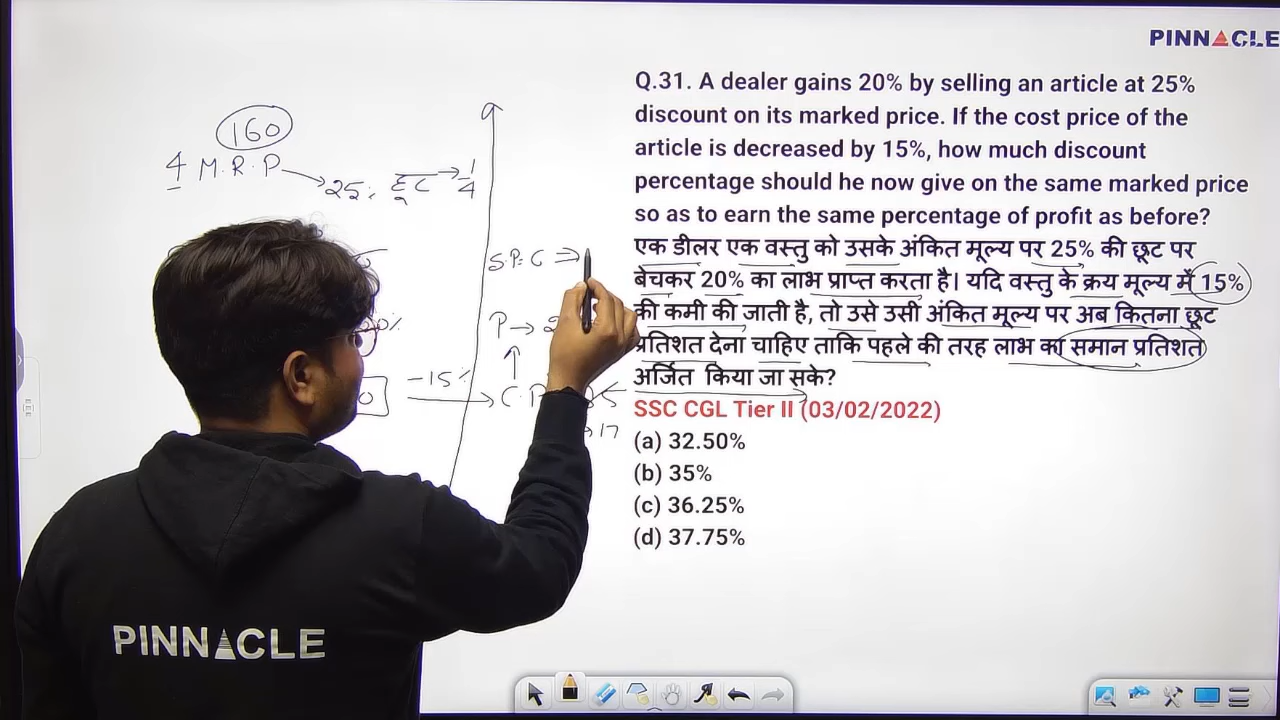 PINNACLE
Q.31. A dealer gains 20% by selling an article at 25%
discount on its marked price. If the cost price of the
article is decreased by 15%, how much discount
percentage should he now give on the same marked price
so as to earn the same percentage of profit as before?
एक डीलर एक वस्तु को उसके अंकित मूल्य पर 25% की छूट पर
बेचकर 20% का लाभ प्राप्त करता है। यदि वस्तु के क्रय मूल्य में 15%
की कमी की जाती है, तो उसे उसी अंकित मूल्य पर अब कितना छूट
प्रतिशत देना चाहिए ताकि पहले की तरह लाभ का समान प्रतिशत
अर्जित किया जा सके?
SSC CGL Tier II (03/02/2022)
(a) 32.50%
(b) 35%
(c) 36.25%
(d) 37.75%
160
4 M.R.P
25% छूट 1/4
S.P.
P → 2
-15%
C.P
17
PINNACLE